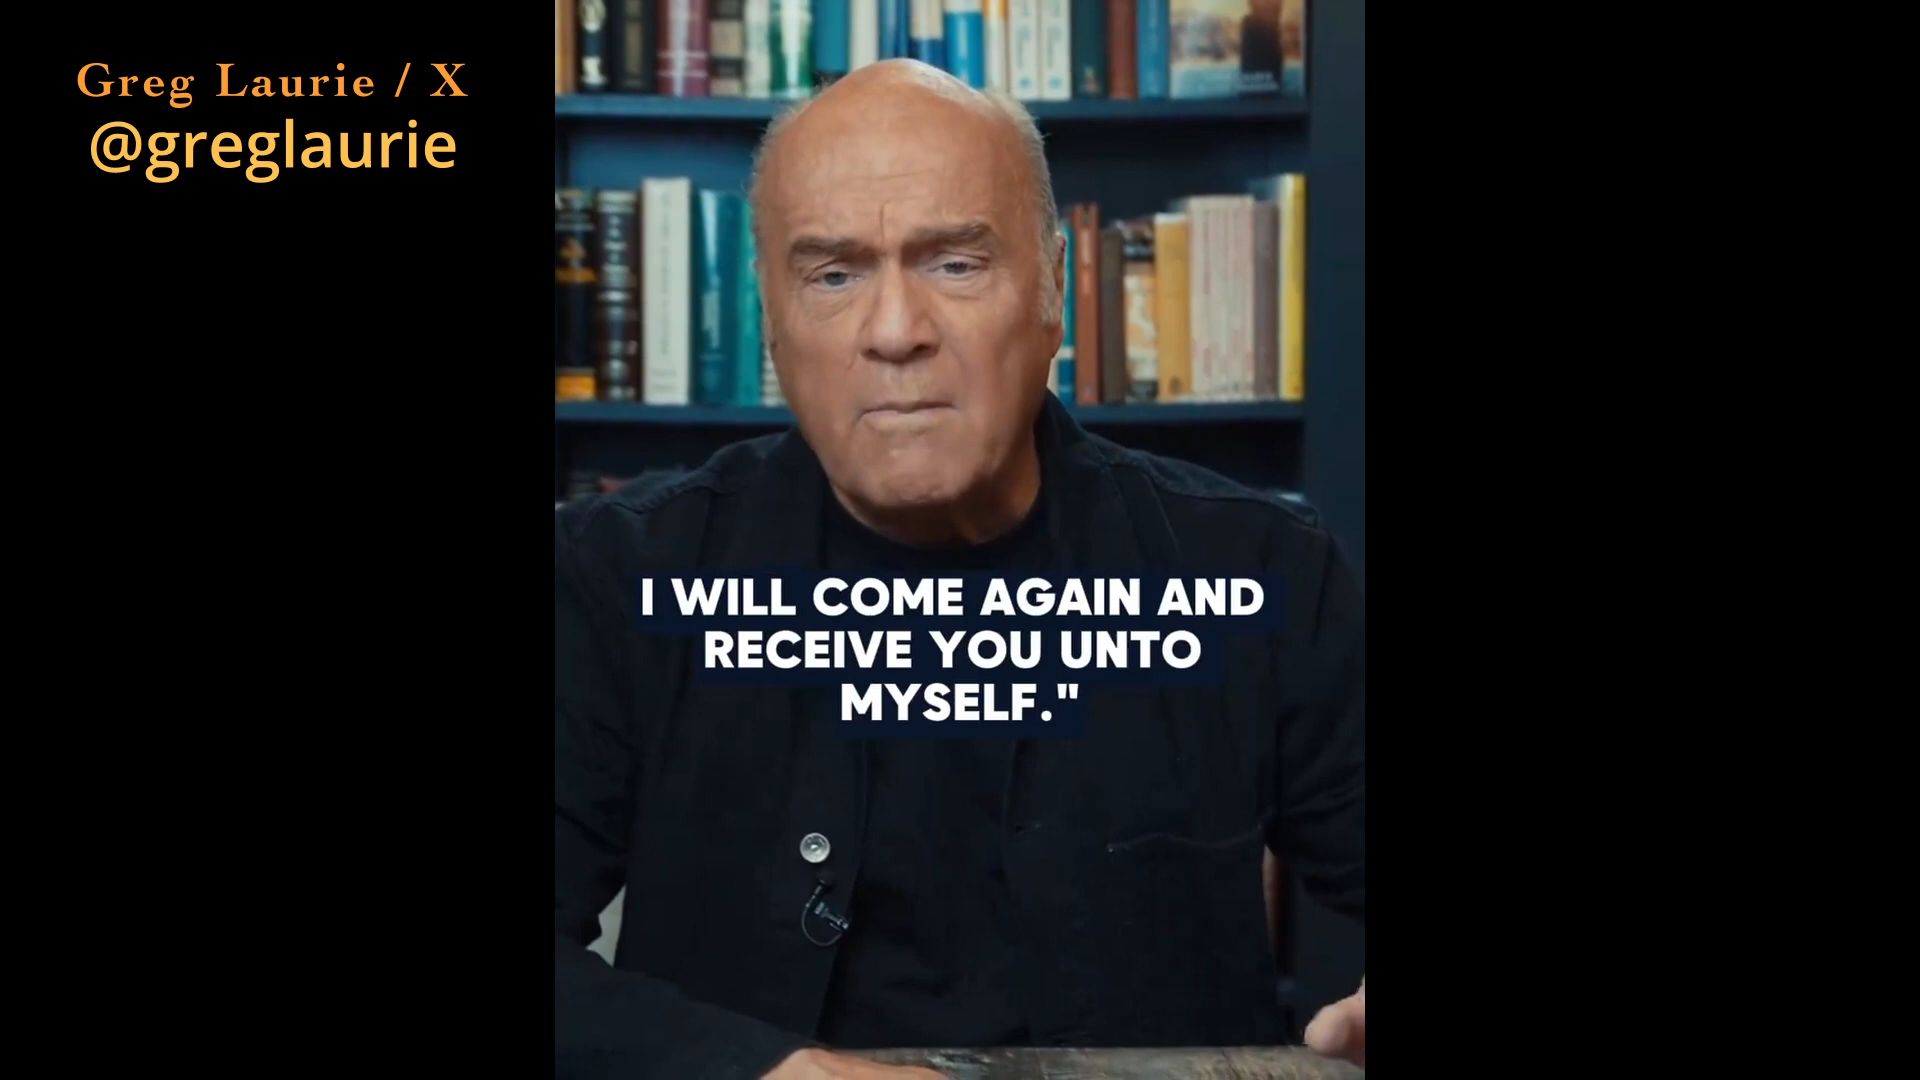 Greg Laurie / X
@greglaurie
I WILL COME AGAIN AND
RECEIVE YOU UNTO
MYSELF."